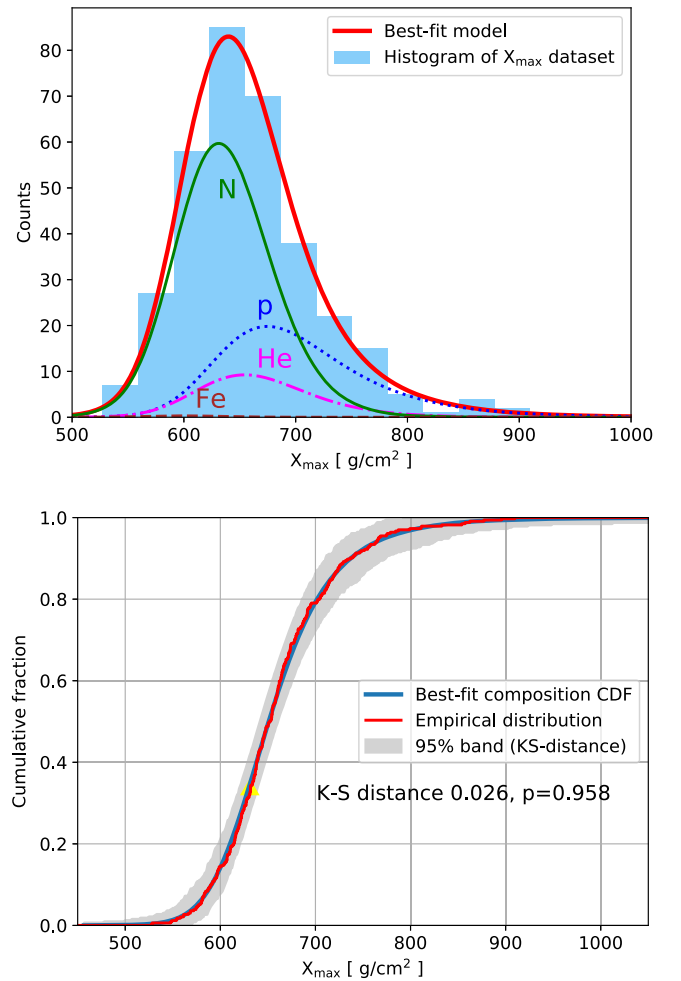 Best-fit model
Histogram of Xmax dataset
80
70
60
50
40
30
20
10
0
Counts
N
p
He
Fe
500 600 700 800 900 1000
Xmax [ g/cm² ]
1.0
0.8
0.6
0.4
0.2
0.0
Cumulative fraction
Best-fit composition CDF
Empirical distribution
95% band (KS-distance)
K-S distance 0.026, p=0.958
500 600 700 800 900 1000
Xmax [ g/cm² ]